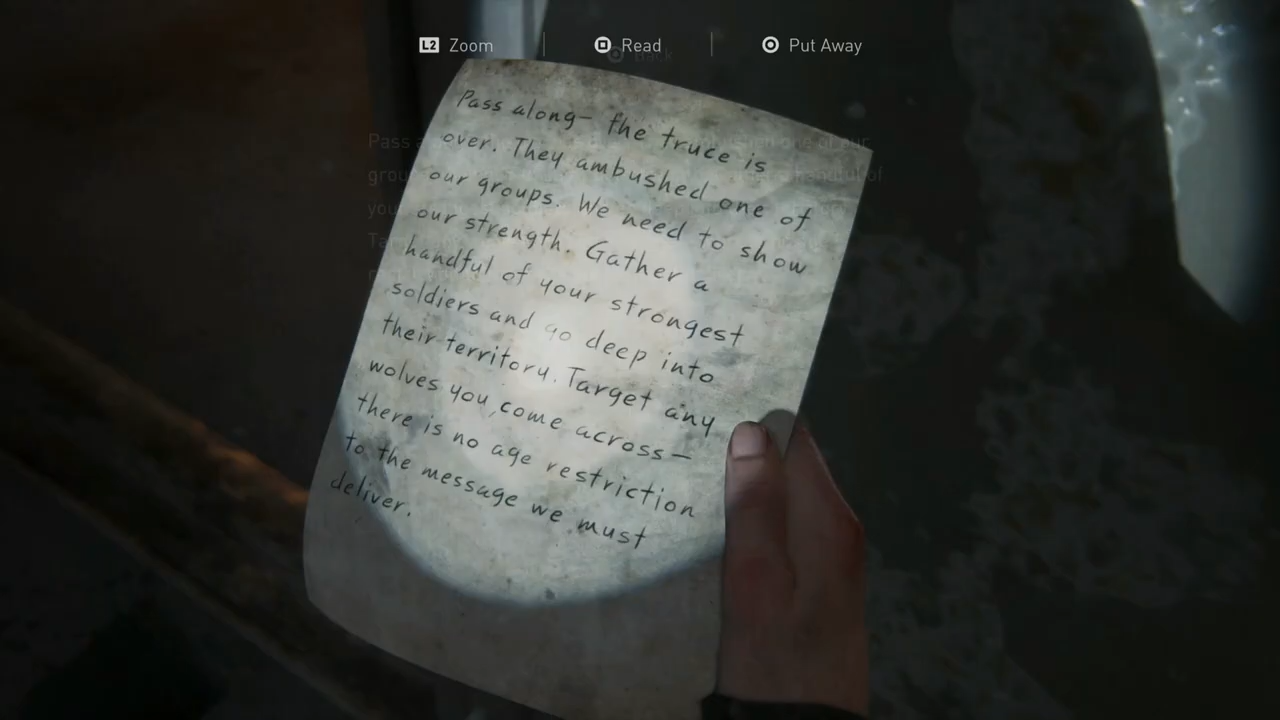 L2 Zoom | Read | Put Away
Back
Pass along– the truce is
over. They ambushed one of
our groups. We need to show
our strength. Gather a
handful of your strongest
soldiers and go deep into
their territory. Target any
wolves you come across–
there is no age restriction
to the message we must
deliver.